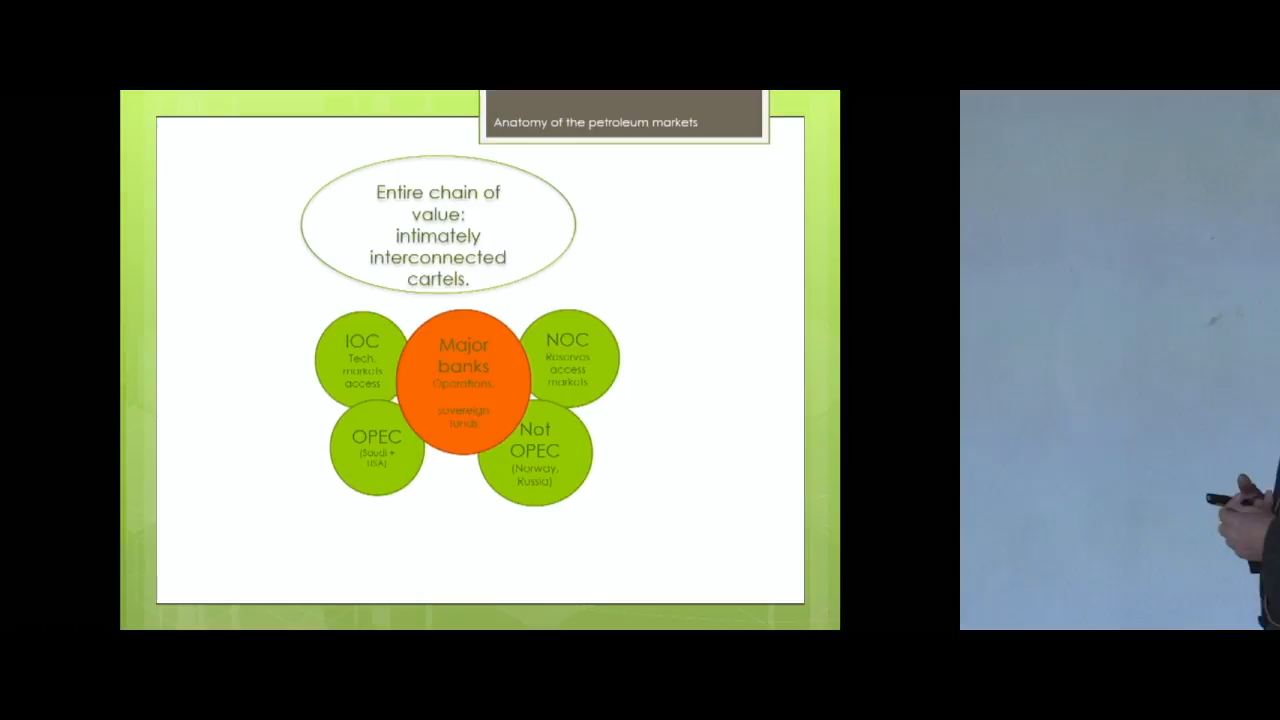 Anatomy of the petroleum markets
Entire chain of
value:
intimately
interconnected
cartels.
IOC
Tech.
markets
access
Major
banks
Operations,
sovereign
funds
NOC
Reserves
access
markets
OPEC
(Saudi +
USA)
Not
OPEC
(Norway,
Russia)